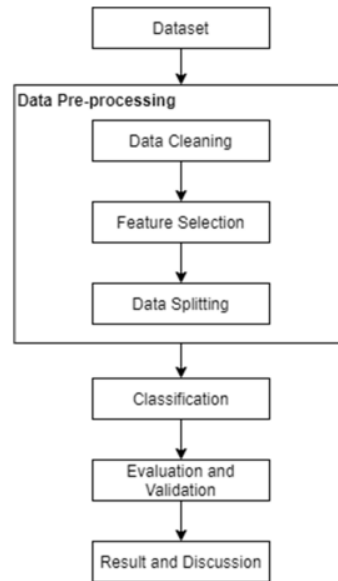 Dataset
Data Pre-processing
Data Cleaning
Feature Selection
Data Splitting
Classification
Evaluation and
Validation
Result and Discussion